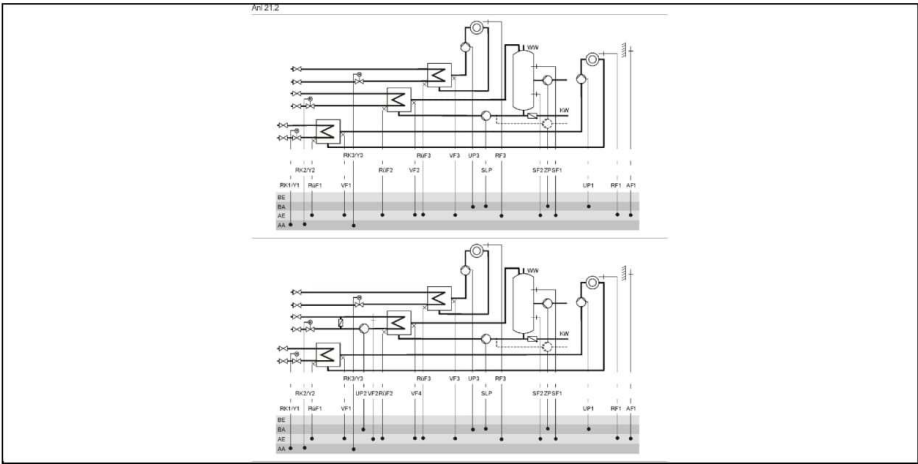 Anl 21.2
WW
KW
RK3/Y3 RüF3 VF3 UP3 RF3
RK2/Y2 RüF2 VF2 SLP SF2 ZP SF1
RK1/Y1 RüF1 VF1 UP1 RF1 AF1
BE
BA
AE
AA
WW
KW
RK3/Y3 RüF3 VF3 UP3 RF3
RK2/Y2 UP2 VF2 RüF2 VF4 SLP SF2 ZP SF1
RK1/Y1 RüF1 VF1 UP1 RF1 AF1
BE
BA
AE
AA